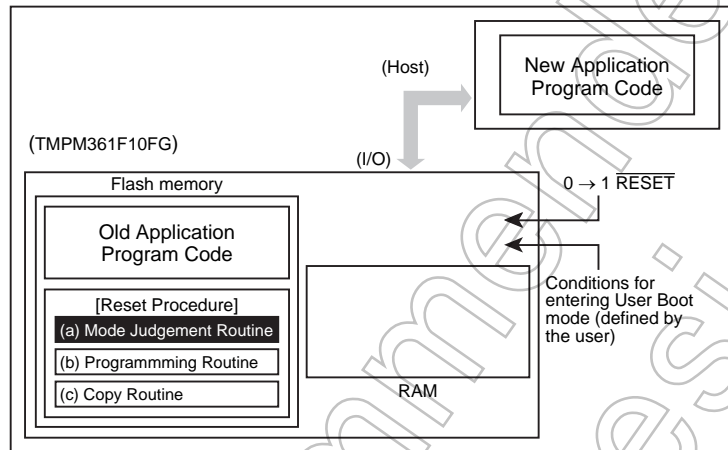 New Application
Program Code
(Host)
(TMPM361F10FG)
(I/O)
Flash memory
0 → 1 RESET
Old Application
Program Code
[Reset Procedure]
(a) Mode Judgement Routine
(b) Programmming Routine
(c) Copy Routine
RAM
Conditions for
entering User Boot
mode (defined by
the user)